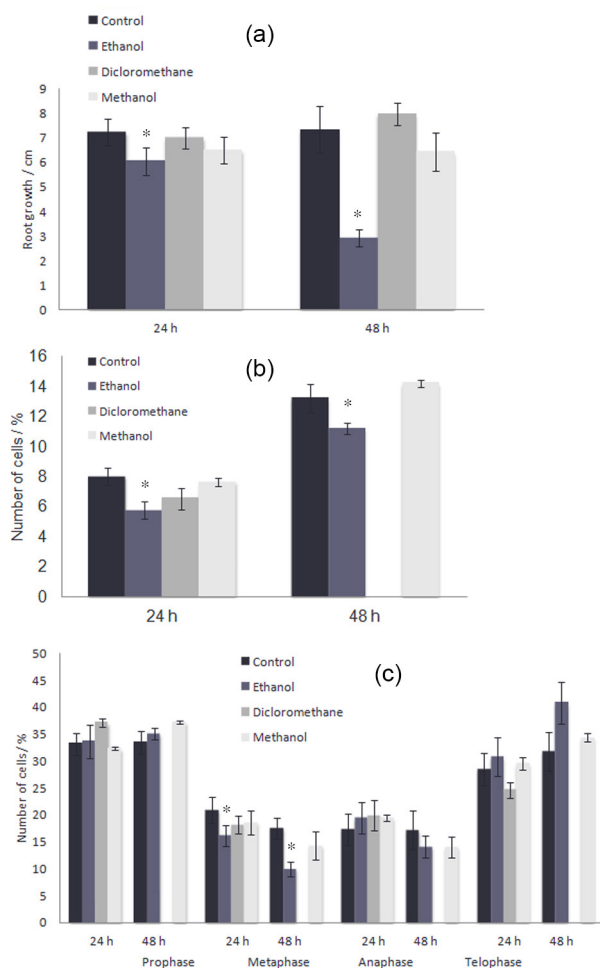 Control
(a)
Ethanol
Dicloromethane
Methanol
9
8
7
6
5
4
3
2
1
0
Root growth / cm
*
*
24 h
48 h
16
14
12
10
8
6
4
2
0
Number of cells / %
Control
Ethanol
Dicloromethane
Methanol
(b)
*
*
24 h
48 h
50
45
40
35
30
25
20
15
10
5
0
Number of cells / %
Control
Ethanol
Dicloromethane
Methanol
(c)
*
*
24 h 48 h 24 h 48 h 24 h 48 h 24 h 48 h
Prophase Metaphase Anaphase Telophase